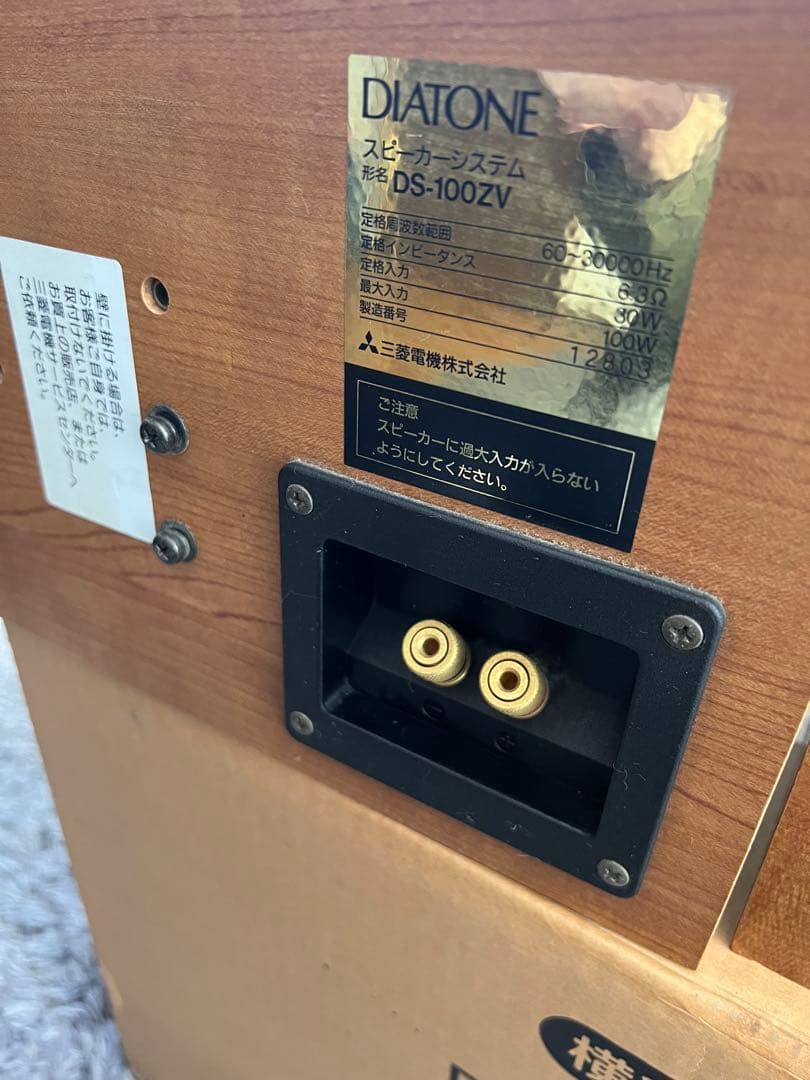 DIATONE
スピーカーシステム
形名 DS-100ZV
定格周波数範囲 60~30000Hz
定格インピーダンス 6.3Ω
定格入力 30W
最大入力 100W
製造番号 12803
三菱電機株式会社
ご注意
スピーカーに過大入力が入らない
ようにしてください。
壁に掛ける場合は、
お客様ご自身では
取付けないでください。
お買上の販売店、または
三菱電機サービスセンターへ
ご依頼ください。
⊖ ⊕
横